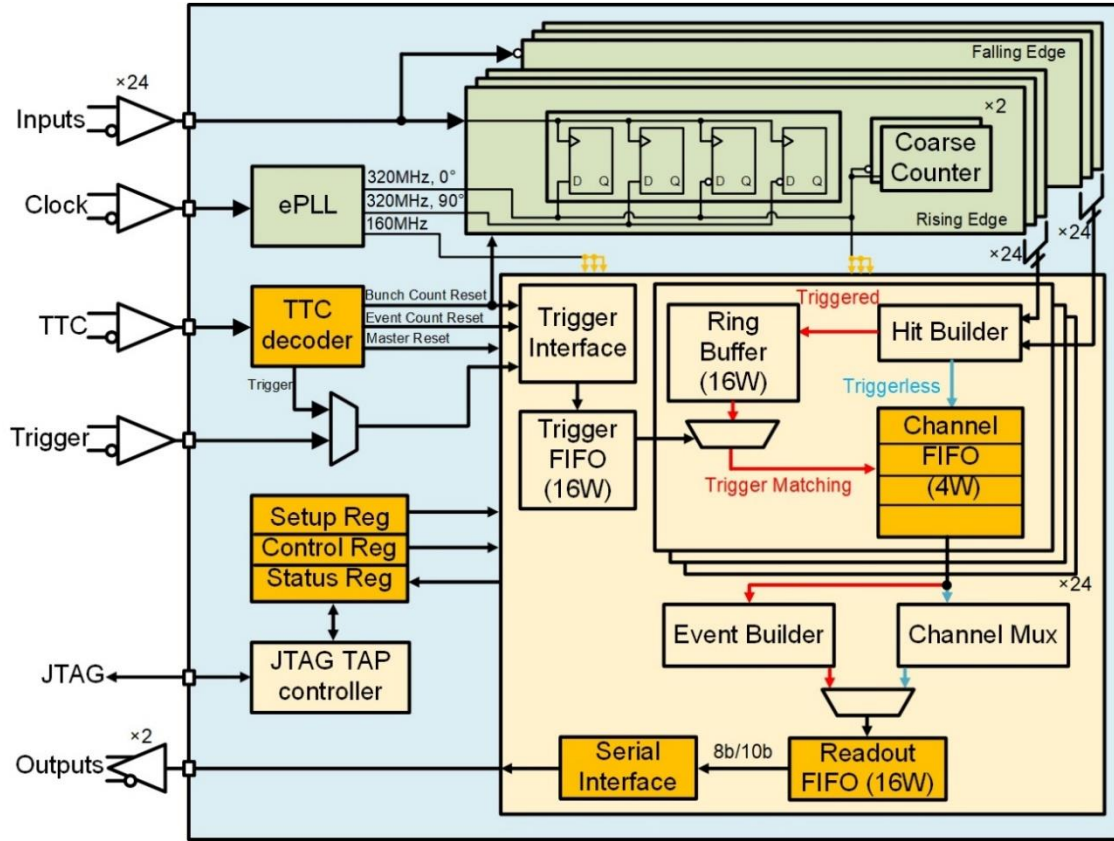 ×24
Inputs
Clock
TTC
Trigger
JTAG
×2
Outputs
ePLL
320MHz, 0°
320MHz, 90°
160MHz
Falling Edge
×2
D Q
D Q
D Q
D Q
Coarse
Counter
Rising Edge
×24
×24
TTC
decoder
Bunch Count Reset
Event Count Reset
Master Reset
Trigger
Trigger
Interface
Trigger
FIFO
(16W)
Ring
Buffer
(16W)
Triggered
Hit Builder
Triggerless
Channel
FIFO
(4W)
Trigger Matching
×24
Setup Reg
Control Reg
Status Reg
JTAG TAP
controller
Event Builder
Channel Mux
Serial
Interface
8b/10b
Readout
FIFO (16W)